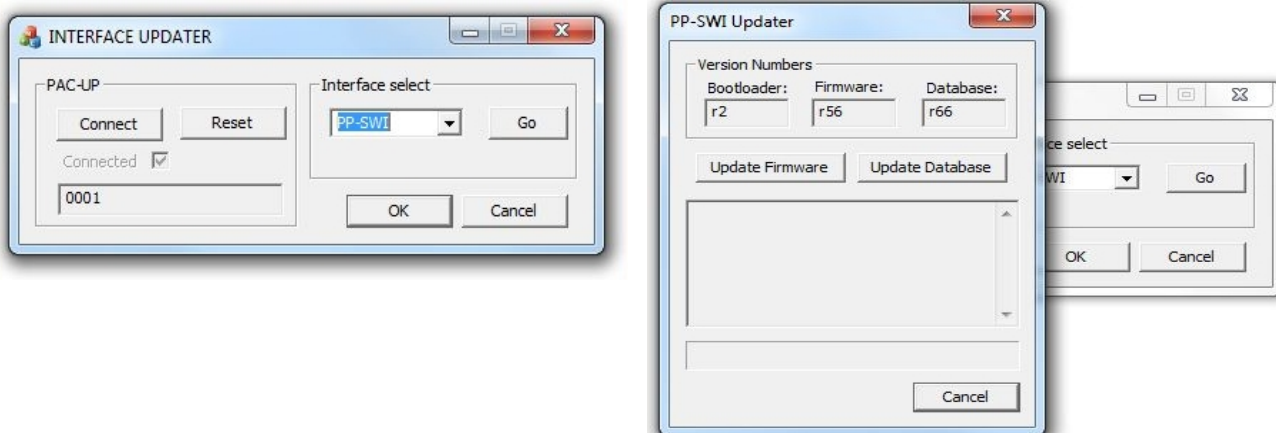 INTERFACE UPDATER
PAC-UP
Connect
Reset
Connected
0001
Interface select
PP-SWI
Go
OK
Cancel
PP-SWI Updater
Version Numbers
Bootloader: Firmware: Database:
r2 r56 r66
Update Firmware
Update Database
Cancel
ce select
WI
Go
OK
Cancel